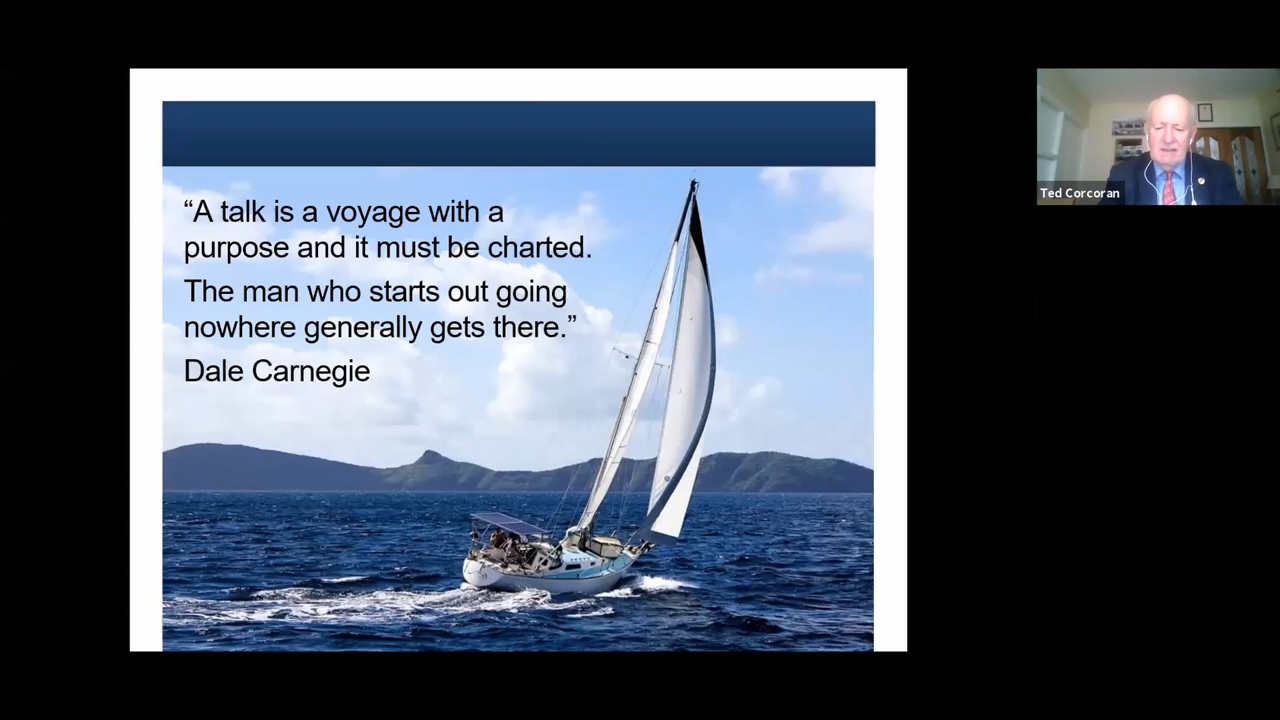 “A talk is a voyage with a
purpose and it must be charted.
The man who starts out going
nowhere generally gets there.”
Dale Carnegie
Ted Corcoran